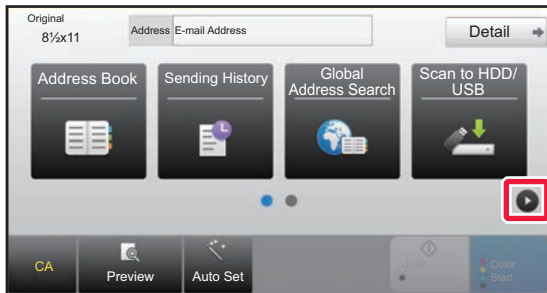 Original
8½x11
Address
E-mail Address
Detail
Address Book
Sending History
Global
Address Search
Scan to HDD/
USB
CA
Preview
Auto Set
Color
Start